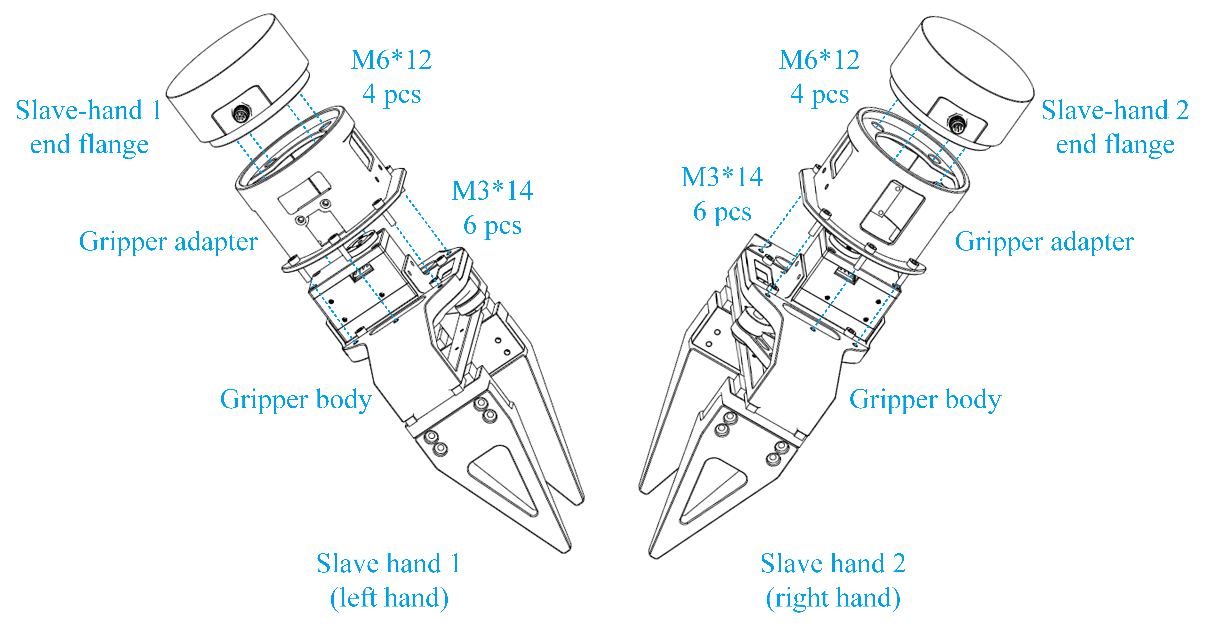 M6*12
4 pcs
Slave-hand 1
end flange
M3*14
6 pcs
Gripper adapter
Gripper body
Slave hand 1
(left hand)
M6*12
4 pcs
Slave-hand 2
end flange
M3*14
6 pcs
Gripper adapter
Gripper body
Slave hand 2
(right hand)